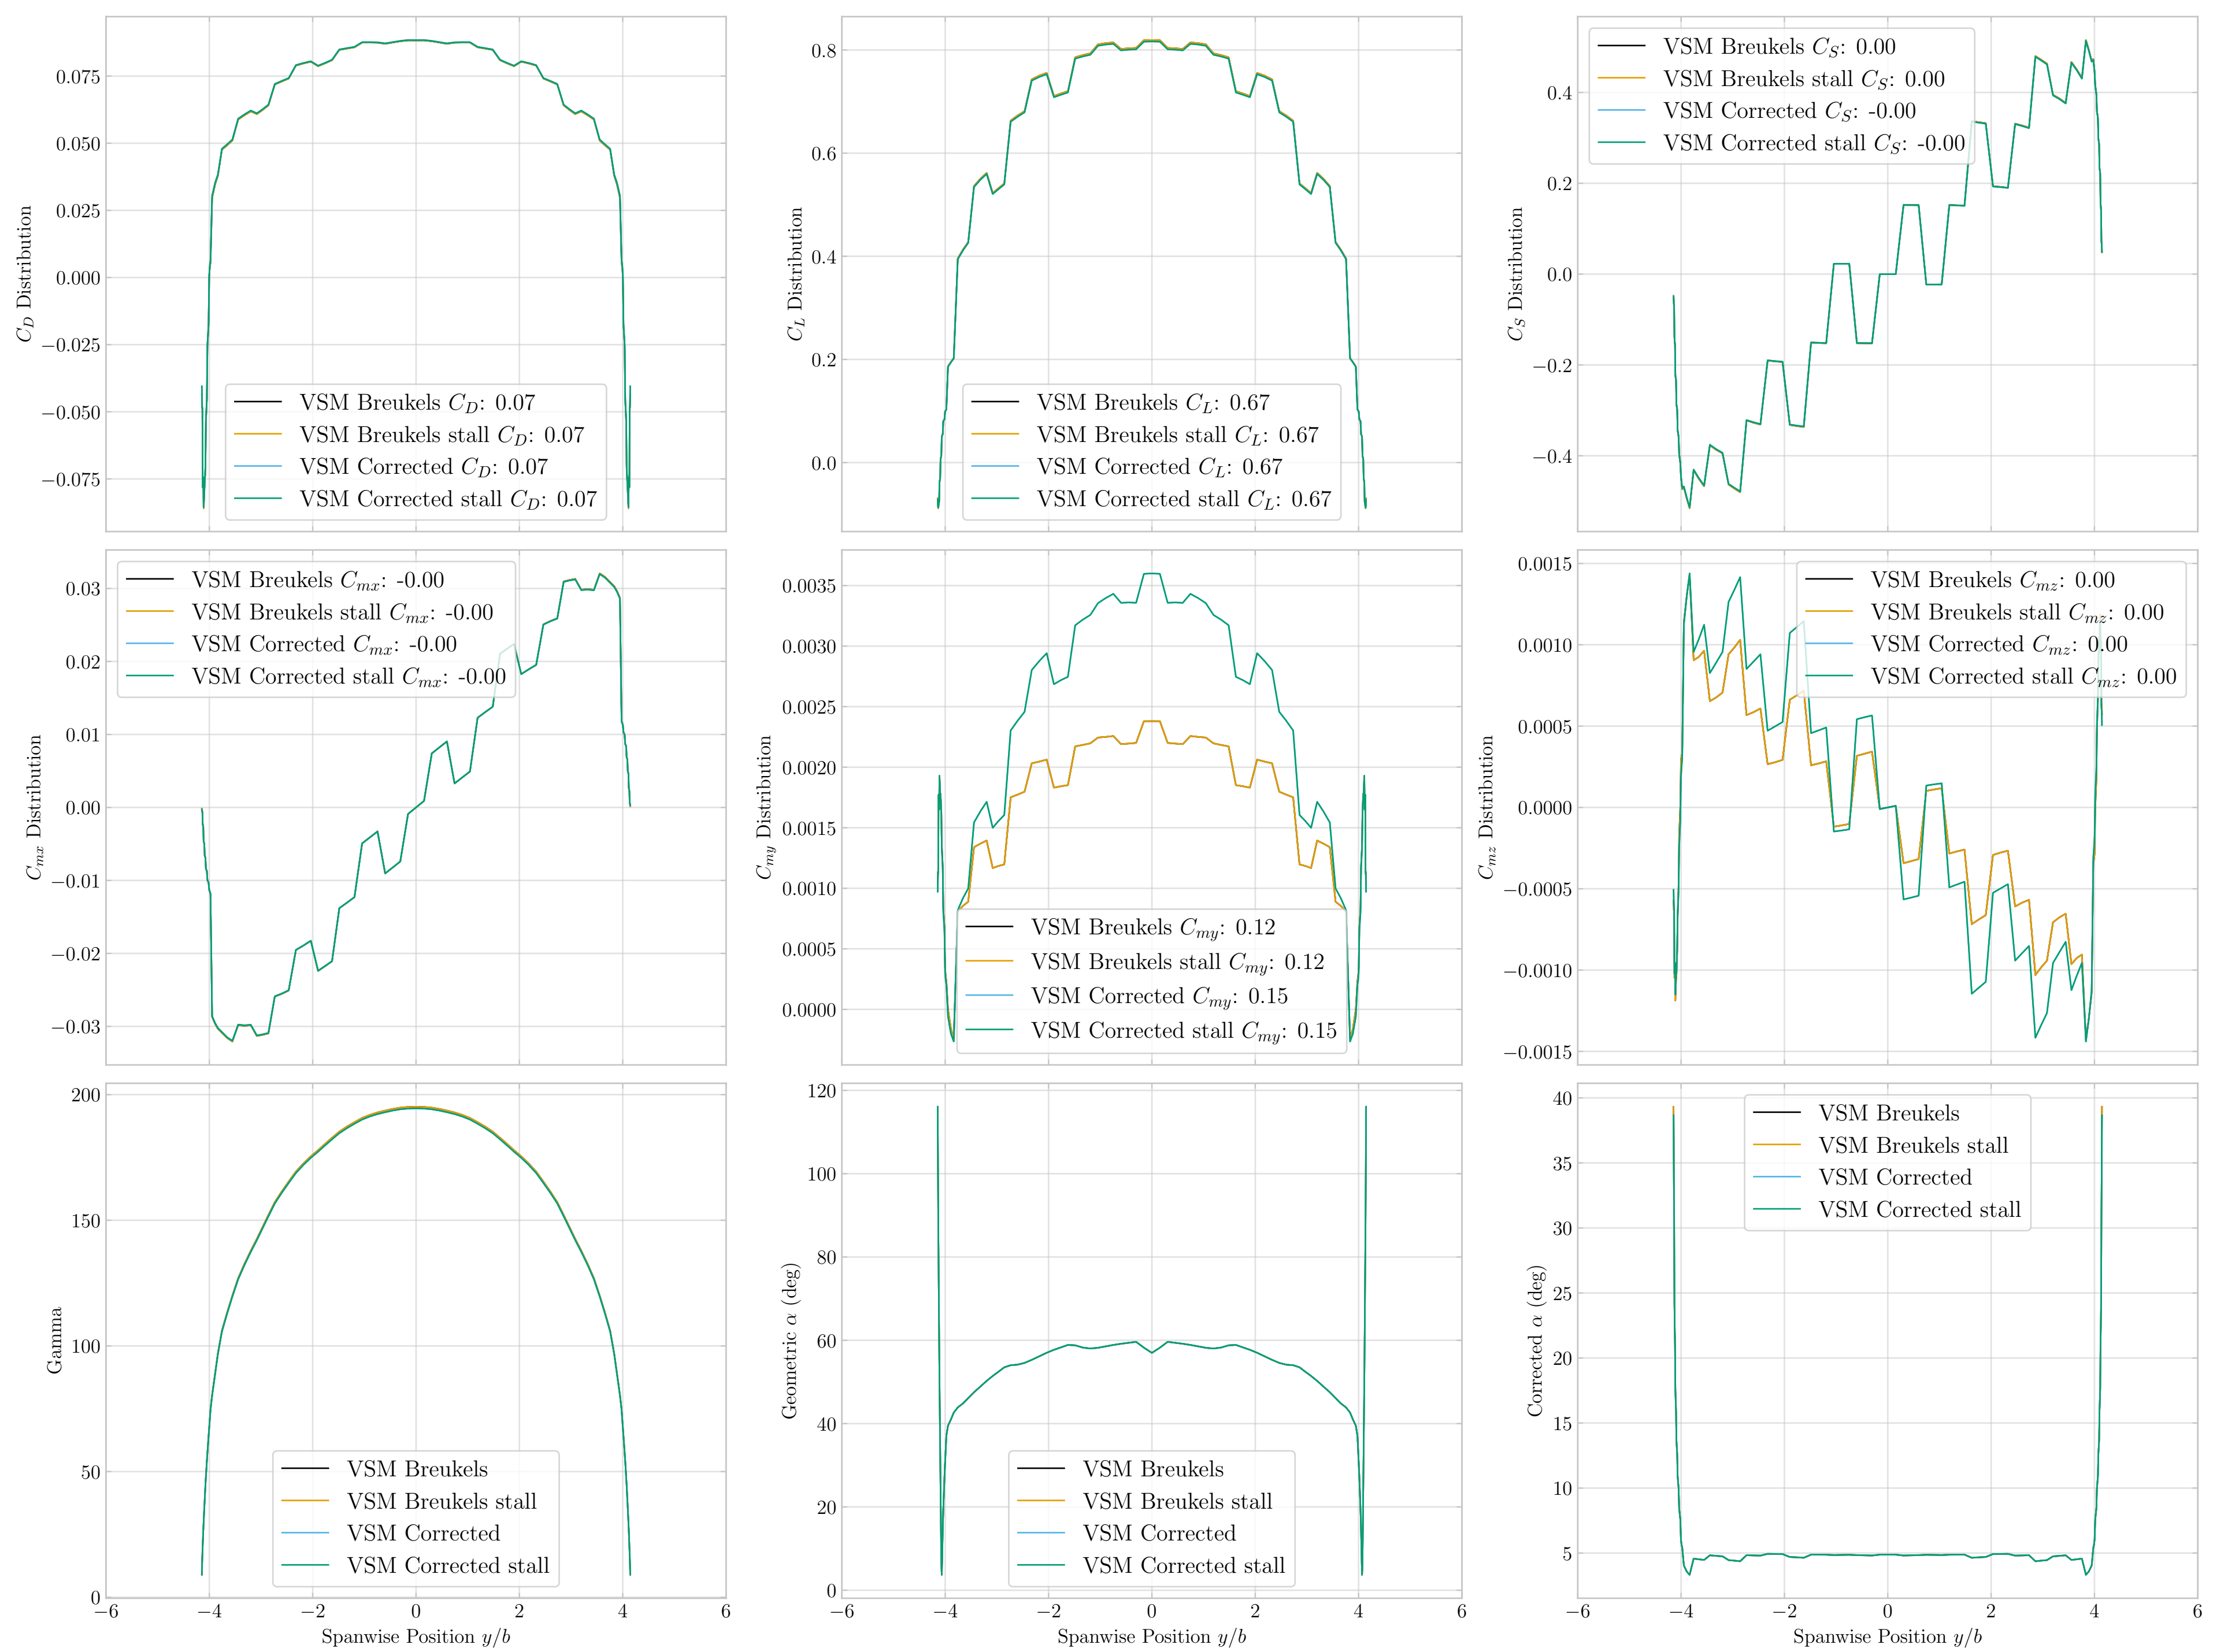 0.075
0.050
0.025
0.000
−0.025
−0.050
−0.075
C_D Distribution
VSM Breukels C_D: 0.07
VSM Breukels stall C_D: 0.07
VSM Corrected C_D: 0.07
VSM Corrected stall C_D: 0.07
0.8
0.6
0.4
0.2
0.0
C_L Distribution
VSM Breukels C_L: 0.67
VSM Breukels stall C_L: 0.67
VSM Corrected C_L: 0.67
VSM Corrected stall C_L: 0.67
0.4
0.2
0.0
−0.2
−0.4
C_S Distribution
VSM Breukels C_S: 0.00
VSM Breukels stall C_S: 0.00
VSM Corrected C_S: -0.00
VSM Corrected stall C_S: -0.00
0.03
0.02
0.01
0.00
−0.01
−0.02
−0.03
C_mx Distribution
VSM Breukels C_mx: -0.00
VSM Breukels stall C_mx: -0.00
VSM Corrected C_mx: -0.00
VSM Corrected stall C_mx: -0.00
0.0035
0.0030
0.0025
0.0020
0.0015
0.0010
0.0005
0.0000
C_my Distribution
VSM Breukels C_my: 0.12
VSM Breukels stall C_my: 0.12
VSM Corrected C_my: 0.15
VSM Corrected stall C_my: 0.15
0.0015
0.0010
0.0005
0.0000
−0.0005
−0.0010
−0.0015
C_mz Distribution
VSM Breukels C_mz: 0.00
VSM Breukels stall C_mz: 0.00
VSM Corrected C_mz: 0.00
VSM Corrected stall C_mz: 0.00
200
150
100
50
0
Gamma
VSM Breukels
VSM Breukels stall
VSM Corrected
VSM Corrected stall
−6 −4 −2 0 2 4 6
Spanwise Position y/b
120
100
80
60
40
20
0
Geometric α (deg)
VSM Breukels
VSM Breukels stall
VSM Corrected
VSM Corrected stall
−6 −4 −2 0 2 4 6
Spanwise Position y/b
40
35
30
25
20
15
10
5
Corrected α (deg)
VSM Breukels
VSM Breukels stall
VSM Corrected
VSM Corrected stall
−6 −4 −2 0 2 4 6
Spanwise Position y/b